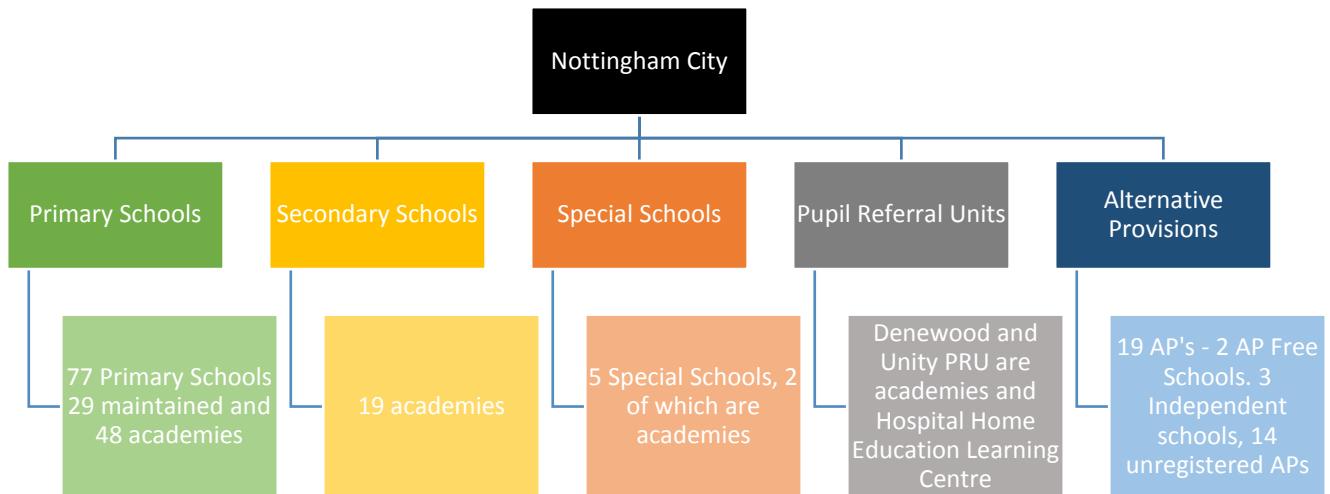 Nottingham City
Primary Schools
Secondary Schools
Special Schools
Pupil Referral Units
Alternative
Provisions
77 Primary Schools
29 maintained and
48 academies
19 academies
5 Special Schools, 2
of which are
academies
Denewood and
Unity PRU are
academies and
Hospital Home
Education Learning
Centre
19 AP's - 2 AP Free
Schools. 3
Independent
schools, 14
unregistered APs